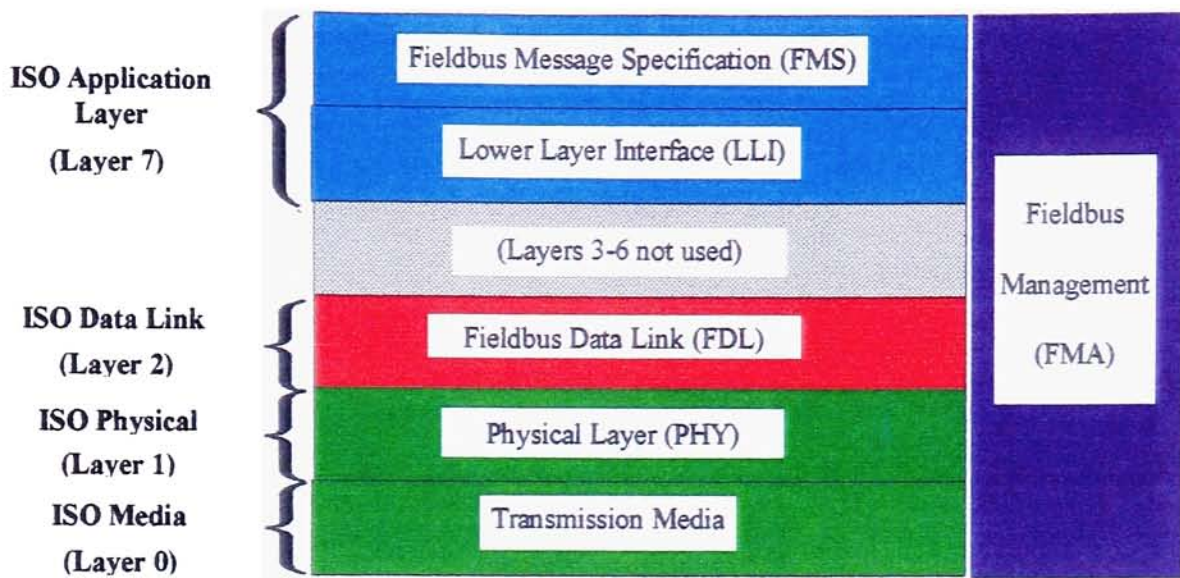 ISO Application
Layer
(Layer 7)
Fieldbus Message Specification (FMS)
Lower Layer Interface (LLI)
(Layers 3-6 not used)
ISO Data Link
(Layer 2)
Fieldbus Data Link (FDL)
ISO Physical
(Layer 1)
Physical Layer (PHY)
ISO Media
(Layer 0)
Transmission Media
Fieldbus
Management
(FMA)